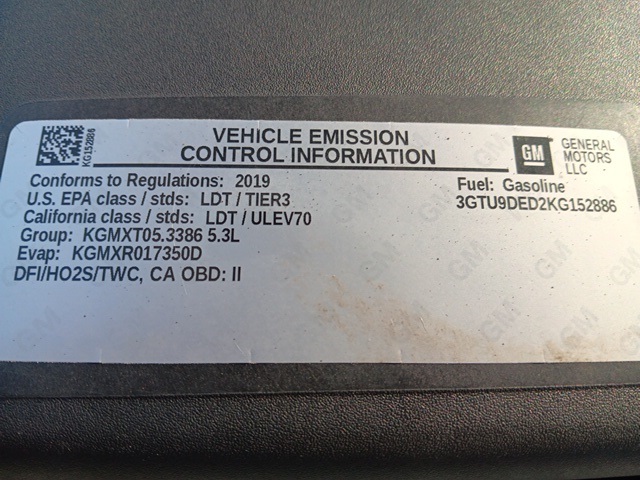 KG152886
VEHICLE EMISSION
CONTROL INFORMATION
GM
GENERAL
MOTORS
LLC
Conforms to Regulations: 2019
U.S. EPA class / stds: LDT / TIER3
California class / stds: LDT / ULEV70
Group: KGMXT05.3386 5.3L
Evap: KGMXR017350D
DFI/HO2S/TWC, CA OBD: II
Fuel: Gasoline
3GTU9DED2KG152886